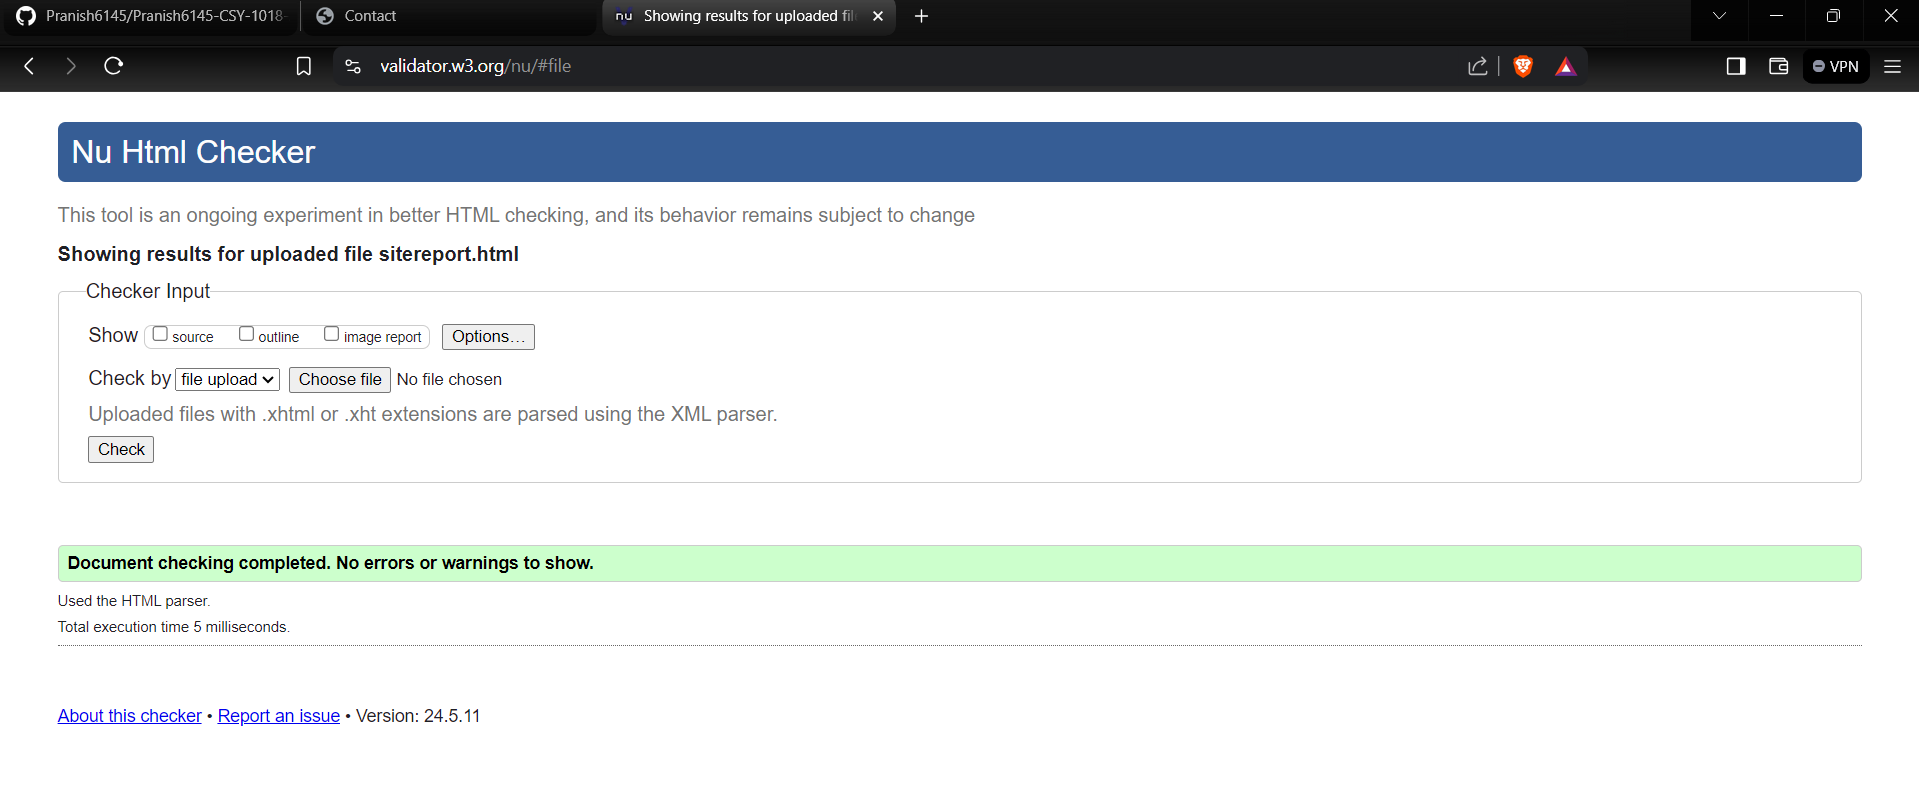 Pranish6145/Pranish6145-CSY-1018-
Contact
nu Showing results for uploaded fil
validator.w3.org/nu/#file
VPN
Nu Html Checker
This tool is an ongoing experiment in better HTML checking, and its behavior remains subject to change
Showing results for uploaded file sitereport.html
Checker Input
Show source outline image report Options…
Check by file upload Choose file No file chosen
Uploaded files with .xhtml or .xht extensions are parsed using the XML parser.
Check
Document checking completed. No errors or warnings to show.
Used the HTML parser.
Total execution time 5 milliseconds.
About this checker • Report an issue • Version: 24.5.11